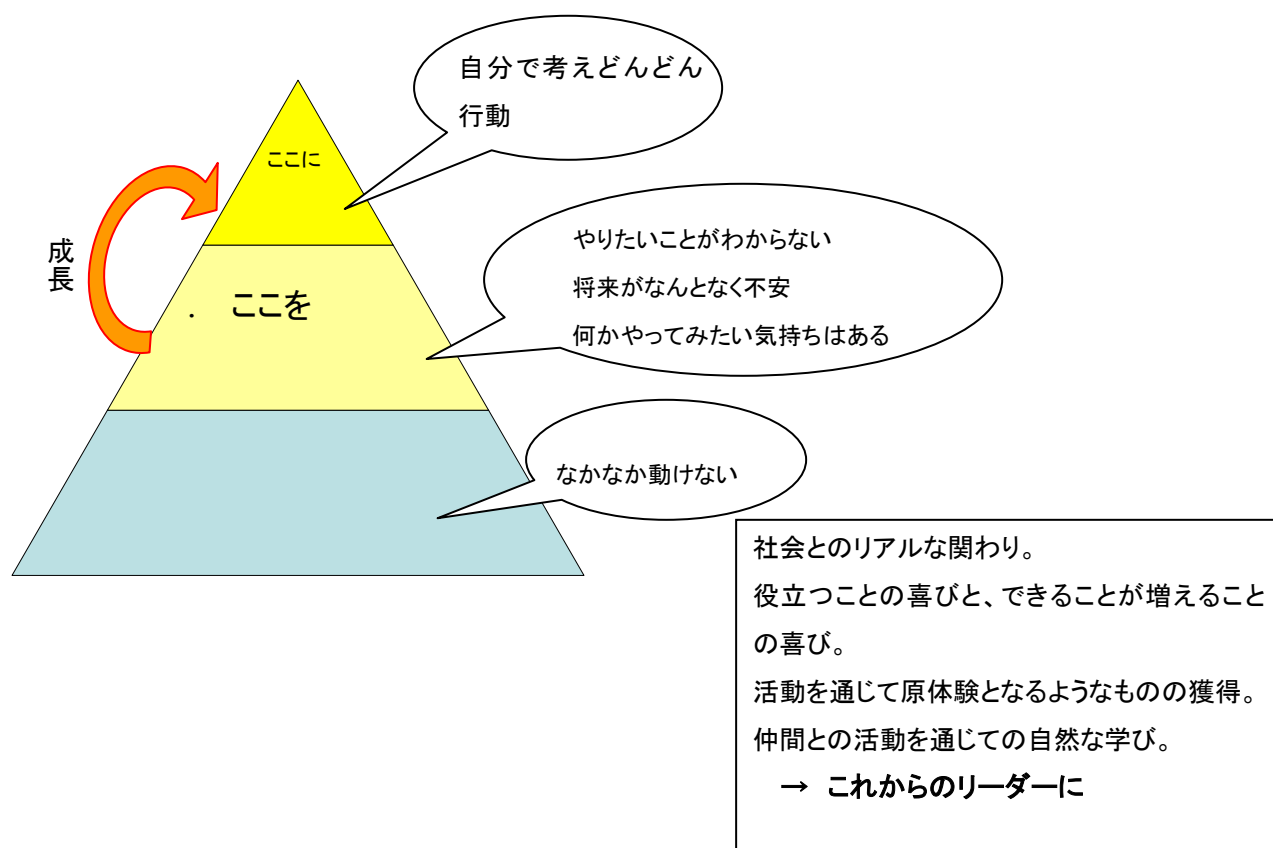 自分で考えどんどん
行動
ここに
成長
やりたいことがわからない
将来がなんとなく不安
何かやってみたい気持ちはある
． ここを
なかなか動けない
社会とのリアルな関わり。
役立つことの喜びと、できることが増えること
の喜び。
活動を通じて原体験となるようなものの獲得。
仲間との活動を通じての自然な学び。
→ これからのリーダーに